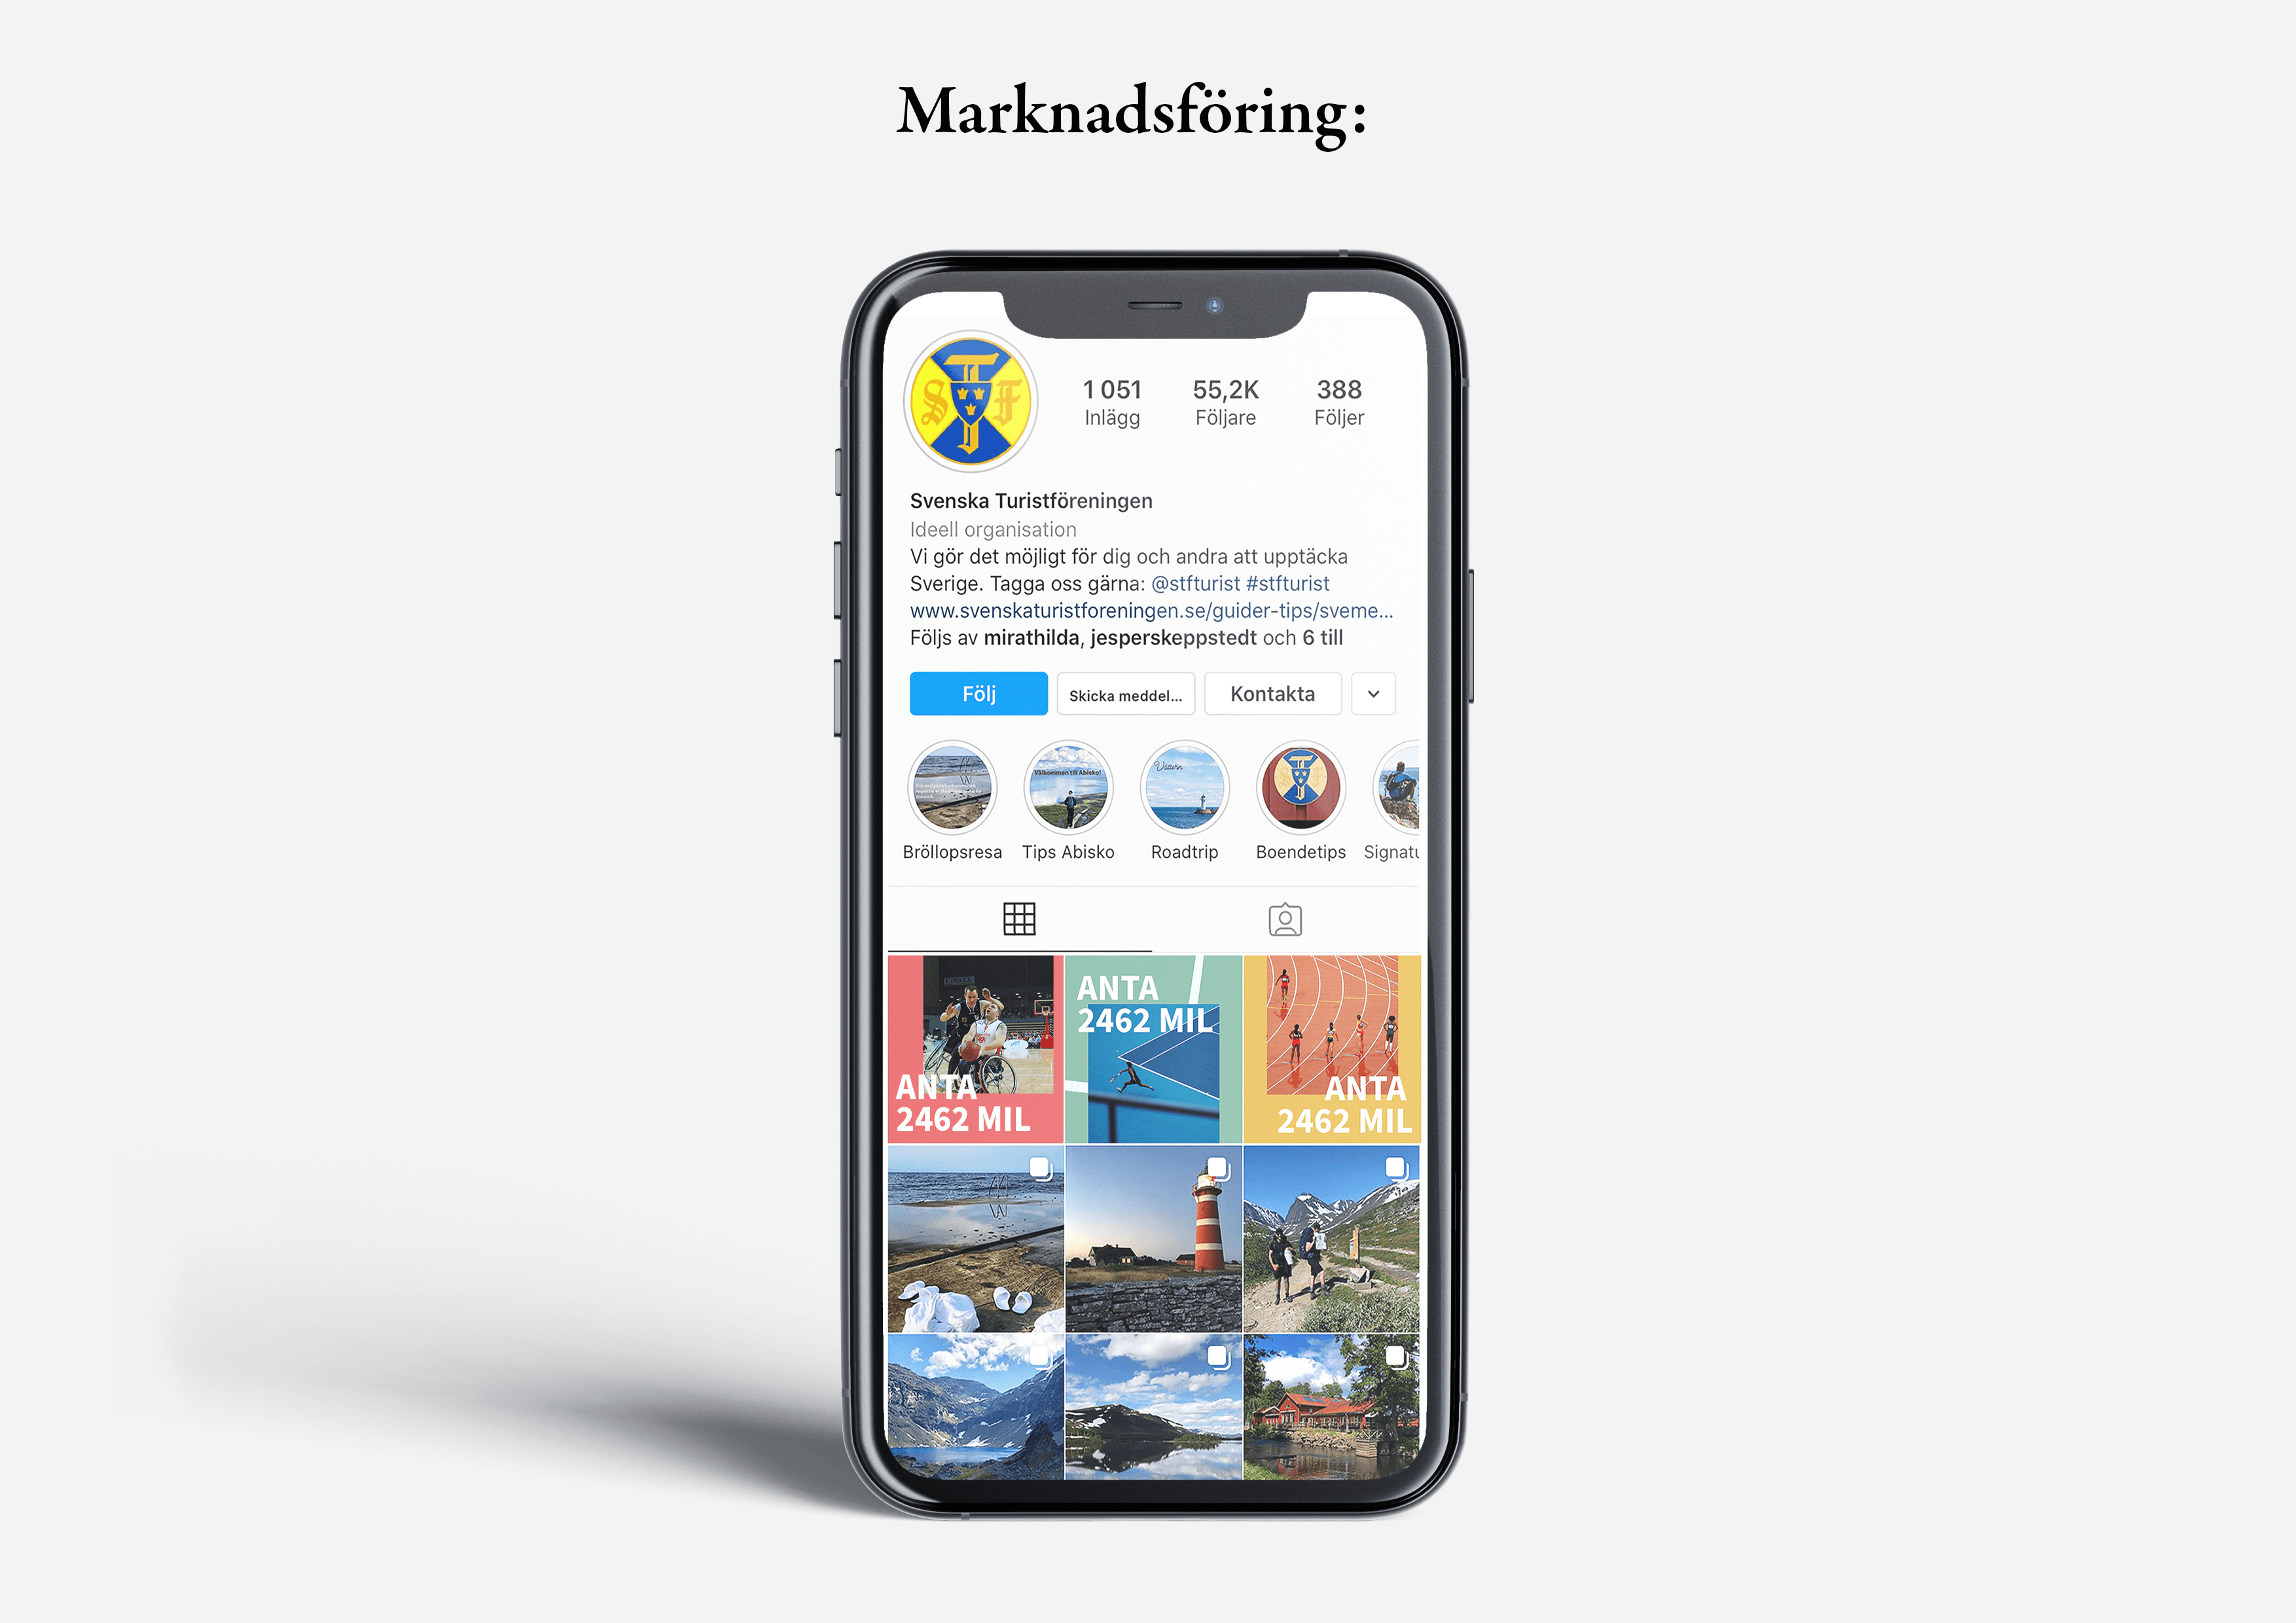 Marknadsföring:
S T F
1 051 55,2K 388
Inlägg Följare Följer
Svenska Turistföreningen
Ideell organisation
Vi gör det möjligt för dig och andra att upptäcka
Sverige. Tagga oss gärna: @stfturist #stfturist
www.svenskaturistforeningen.se/guider-tips/sveme...
Följs av mirathilda, jesperskeppstedt och 6 till
Följ Skicka meddel... Kontakta
Välkommen till Abisko!
Vättern
Bröllopsresa Tips Abisko Roadtrip Boendetips Signatu
ANTA
2462 MIL
ANTA
2462 MIL
ANTA
2462 MIL